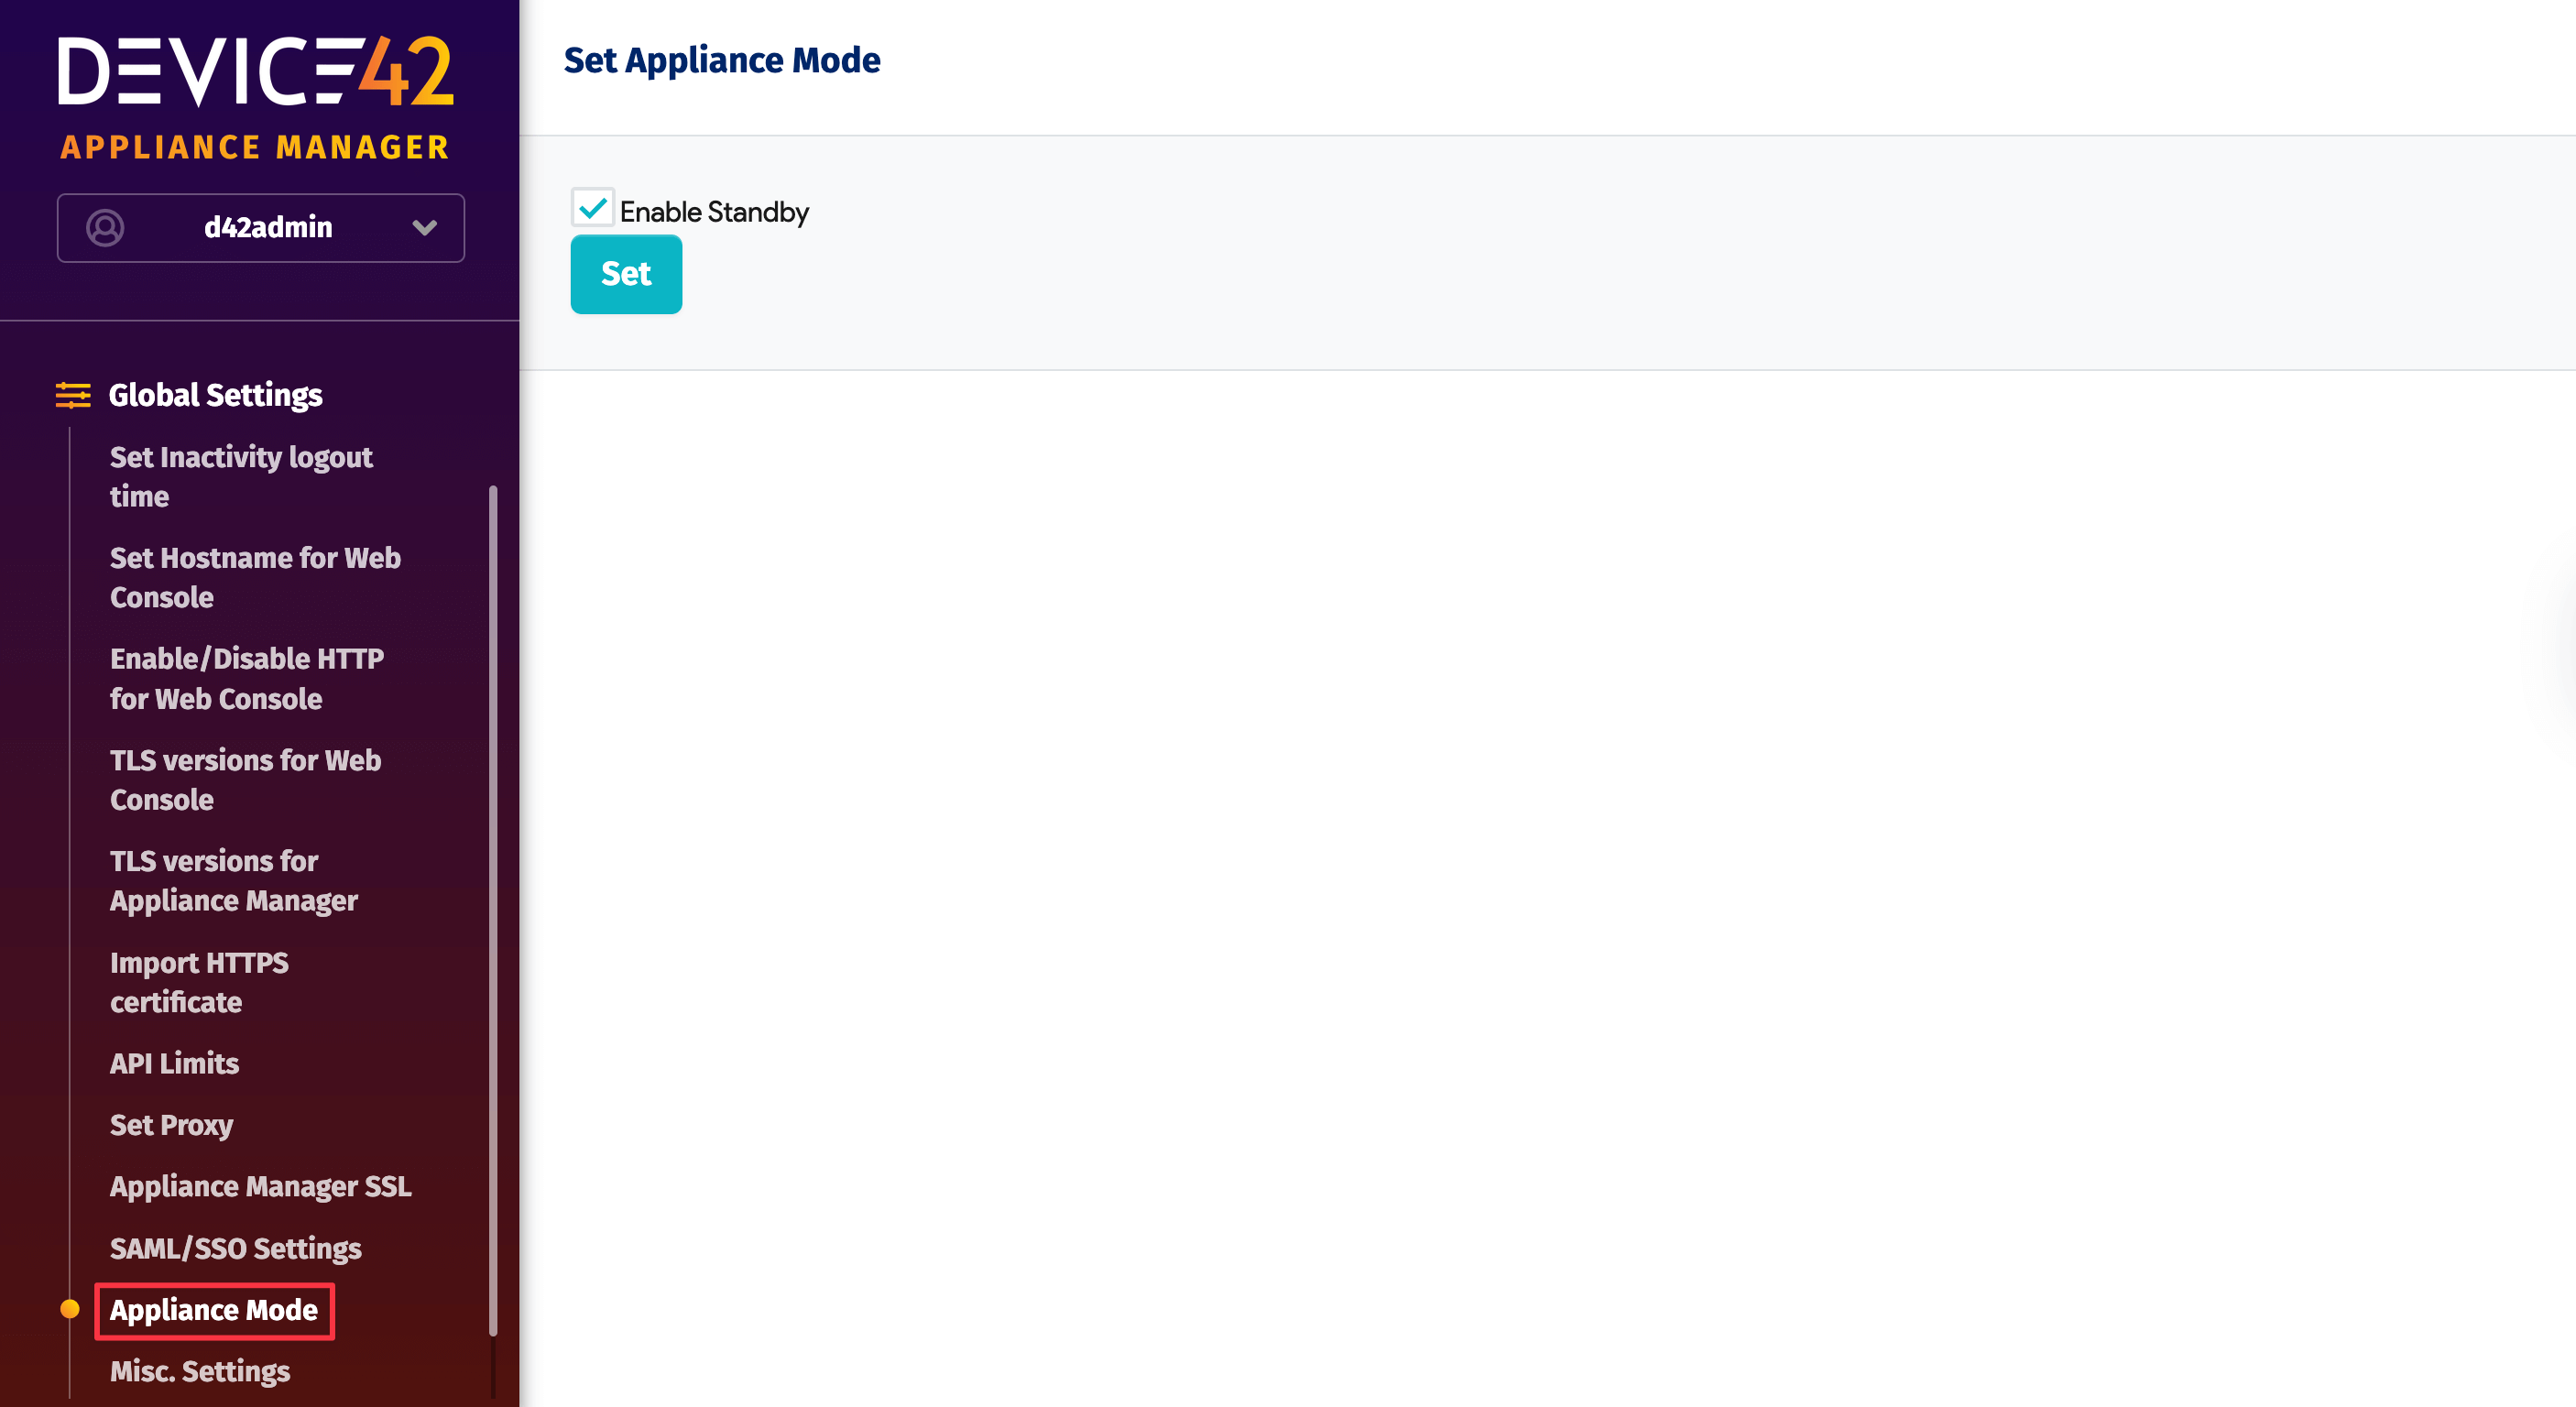 DEVICE42
APPLIANCE MANAGER
d42admin
Global Settings
Set Inactivity logout
time
Set Hostname for Web
Console
Enable/Disable HTTP
for Web Console
TLS versions for Web
Console
TLS versions for
Appliance Manager
Import HTTPS
certificate
API Limits
Set Proxy
Appliance Manager SSL
SAML/SSO Settings
Appliance Mode
Misc. Settings
Set Appliance Mode
Enable Standby
Set